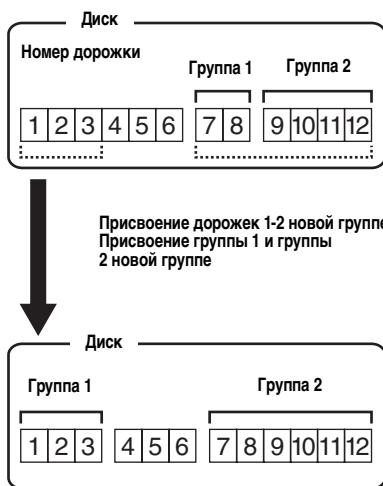 Диск
Номер дорожки
Группа 1 Группа 2
1 2 3 4 5 6 7 8 9 10 11 12
Присвоение дорожек 1-2 новой группе
Присвоение группы 1 и группы
2 новой группе
Диск
Группа 1 Группа 2
1 2 3 4 5 6 7 8 9 10 11 12